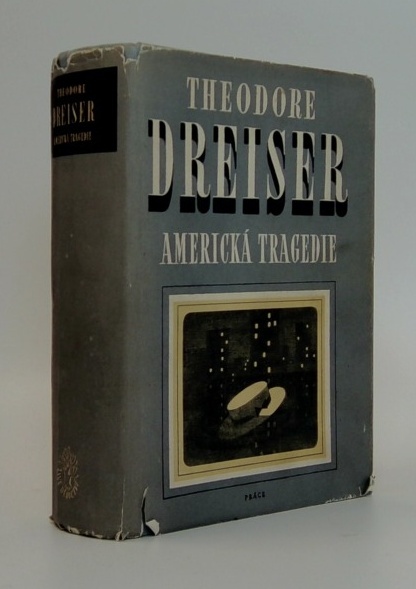 THEODORE
DREISER
AMERICKÁ TRAGEDIE
THEODORE
DREISER
AMERICKÁ TRAGEDIE
PRÁCE